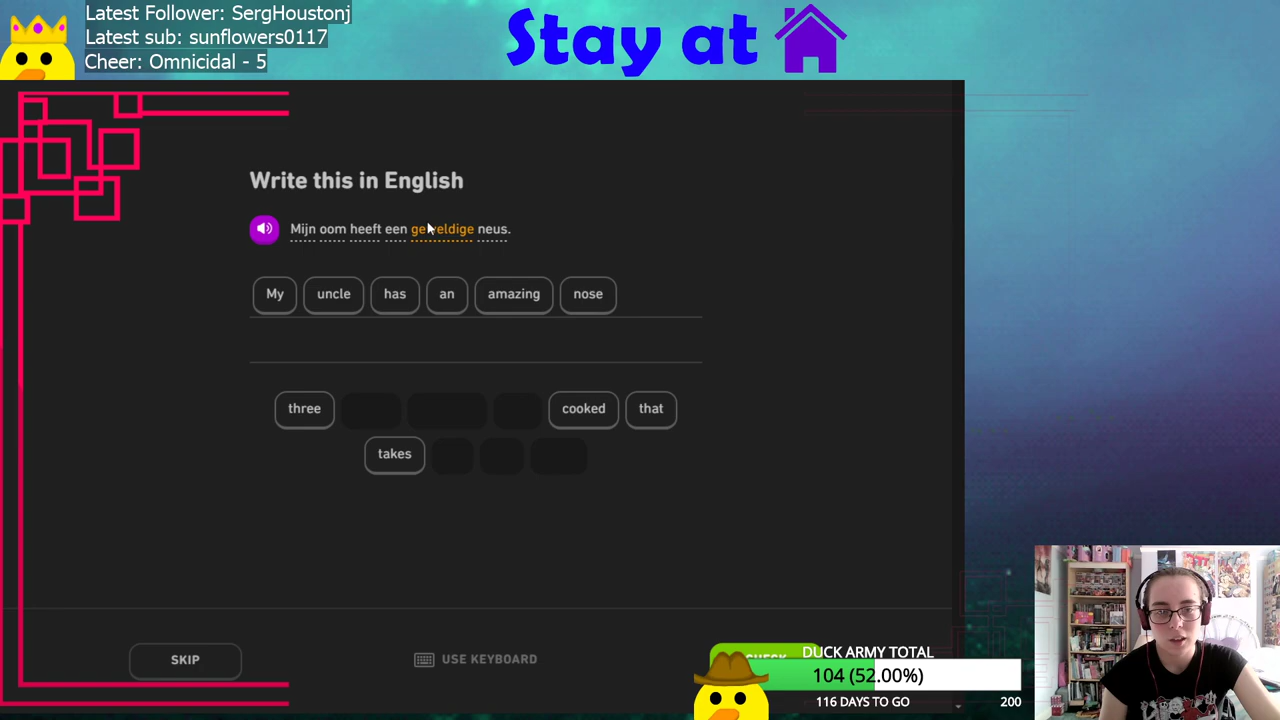 Latest Follower: SergHoustonj
Latest sub: sunflowers0117
Cheer: Omnicidal - 5
Stay at
Write this in English
Mijn oom heeft een geweldige neus.
My uncle has an amazing nose
three cooked that
takes
SKIP
USE KEYBOARD
CHECK
DUCK ARMY TOTAL
104 (52.00%)
116 DAYS TO GO
200